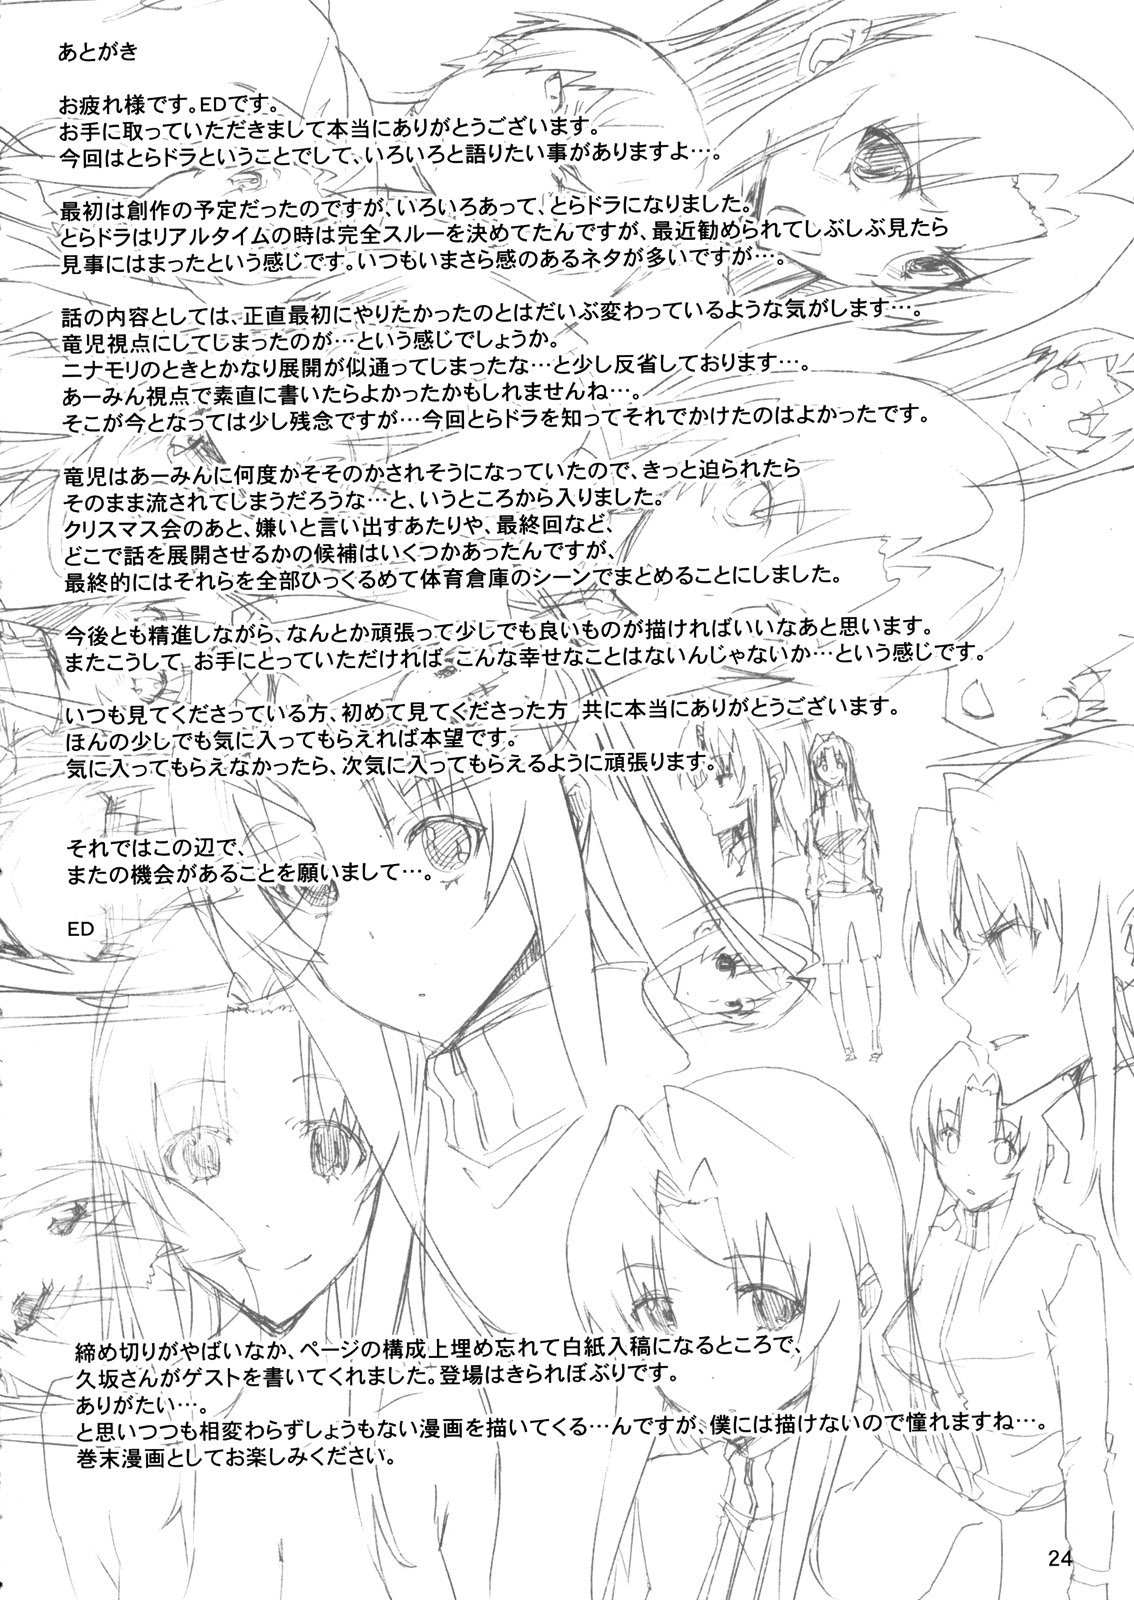 あとがき
お疲れ様です。EDです。
お手に取っていただきまして本当にありがとうございます。
今回はとらドラということでして、いろいろと語りたい事がありますよ…。
最初は創作の予定だったのですが、いろいろあって、とらドラになりました。
とらドラはリアルタイムの時は完全スルーを決めてたんですが、最近勧められてしぶしぶ見たら
見事にはまったという感じです。いつもいまさら感のあるネタが多いですが…。
話の内容としては、正直最初にやりたかったのとはだいぶ変わっているような気がします…。
竜児視点にしてしまったのが…という感じでしょうか。
ニナモリのときとかなり展開が似通ってしまったな…と少し反省しております…。
あーみん視点で素直に書いたらよかったかもしれませんね…。
そこが今となっては少し残念ですが…今回とらドラを知ってそれでかけたのはよかったです。
竜児はあーみんに何度かそそのかされそうになっていたので、きっと迫られたら
そのまま流されてしまうだろうな…と、いうところから入りました。
クリスマス会のあと、嫌いと言い出すあたりや、最終回など、
どこで話を展開させるかの候補はいくつかあったんですが、
最終的にはそれらを全部ひっくるめて体育倉庫のシーンでまとめることにしました。
今後とも精進しながら、なんとか頑張って少しでも良いものが描ければいいなあと思います。
またこうして お手にとっていただければ こんな幸せなことはないんじゃないか…という感じです。
いつも見てくださっている方、初めて見てくださった方 共に本当にありがとうございます。
ほんの少しでも気に入ってもらえれば本望です。
気に入ってもらえなかったら、次気に入ってもらえるように頑張ります。
それではこの辺で、
またの機会があることを願いまして…。
ED
締め切りがやばいなか、ページの構成上埋め忘れて白紙入稿になるところで、
久坂さんがゲストを書いてくれました。登場はきられぼぶりです。
ありがたい…。
と思いつつも相変わらずしょうもない漫画を描いてくる…んですが、僕には描けないので憧れますね…。
巻末漫画としてお楽しみください。
24